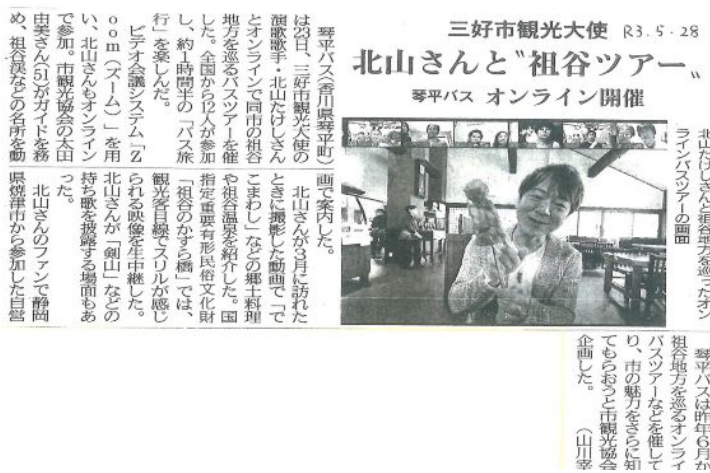 三好市観光大使
R3.5.28
北山さんと〝祖谷ツアー〟
琴平バス オンライン開催
北山たけしさんと祖谷地方を巡ったオン
ラインバスツアーの画面
琴平バス(香川県琴平町)
は23日、三好市観光大使の
演歌歌手・北山たけしさん
とオンラインで同市の祖谷
地方を巡るバスツアーを催
した。全国から12人が参加
し、約1時間半の「バス旅
行」を楽しんだ。
ビデオ会議システム「Z
oom(ズーム)」を用
い、北山さんもオンライン
で参加。市観光協会の太田
由美さん(51)がガイドを務
め、祖谷渓などの名所を動
画で案内した。
北山さんが3月に訪れた
ときに撮影した動画で「で
こまわし」などの郷土料理
や祖谷温泉を紹介した。国
指定重要有形民俗文化財
「祖谷のかずら橋」では、
観光客目線でスリルが感じ
られる映像を生中継した。
北山さんが「剣山」などの
持ち歌を披露する場面もあ
った。
北山さんのファンで静岡
県焼津市から参加した自営
琴平バスは昨年6月か
祖谷地方を巡るオンライ
バスツアーなどを催して
り、市の魅力をさらに知
てもらおうと市観光協会
企画した。 (山川